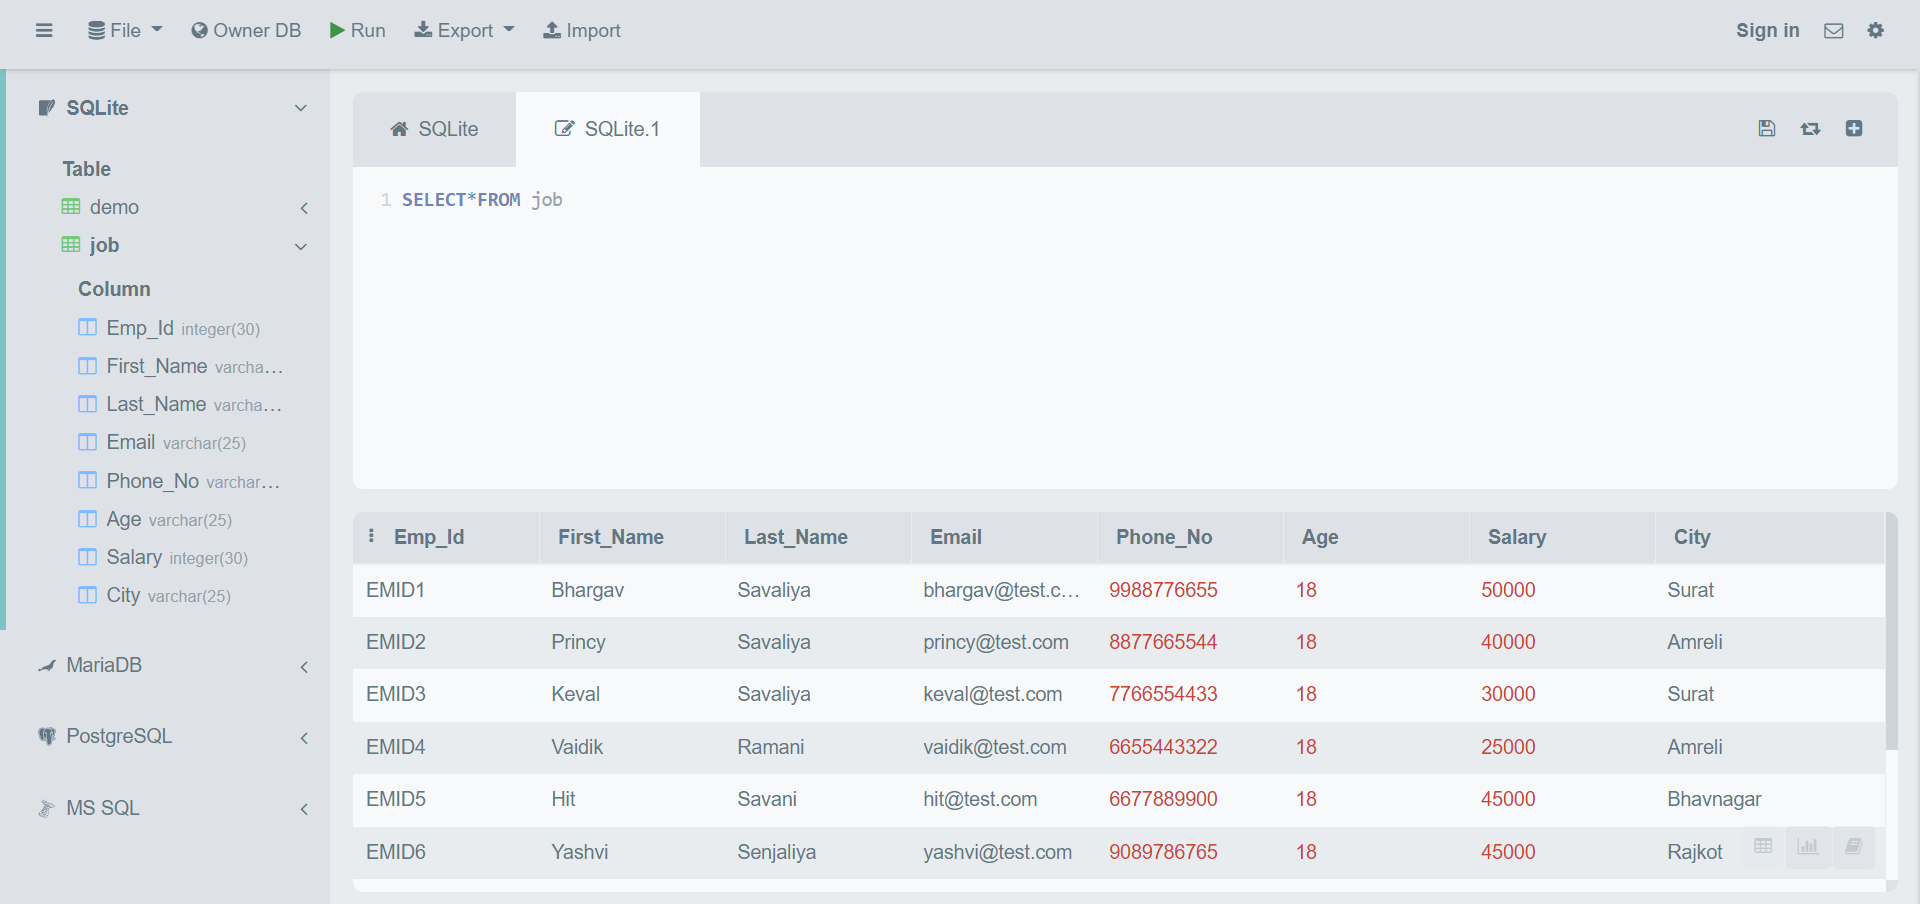 File Owner DB Run Export Import Sign in
SQLite
Table
demo
job
Column
Emp_Id integer(30)
First_Name varcha...
Last_Name varcha...
Email varchar(25)
Phone_No varchar...
Age varchar(25)
Salary integer(30)
City varchar(25)
MariaDB
PostgreSQL
MS SQL
SQLite SQLite.1
1 SELECT*FROM job
Emp_Id First_Name Last_Name Email Phone_No Age Salary City
EMID1 Bhargav Savaliya bhargav@test.c... 9988776655 18 50000 Surat
EMID2 Princy Savaliya princy@test.com 8877665544 18 40000 Amreli
EMID3 Keval Savaliya keval@test.com 7766554433 18 30000 Surat
EMID4 Vaidik Ramani vaidik@test.com 6655443322 18 25000 Amreli
EMID5 Hit Savani hit@test.com 6677889900 18 45000 Bhavnagar
EMID6 Yashvi Senjaliya yashvi@test.com 9089786765 18 45000 Rajkot